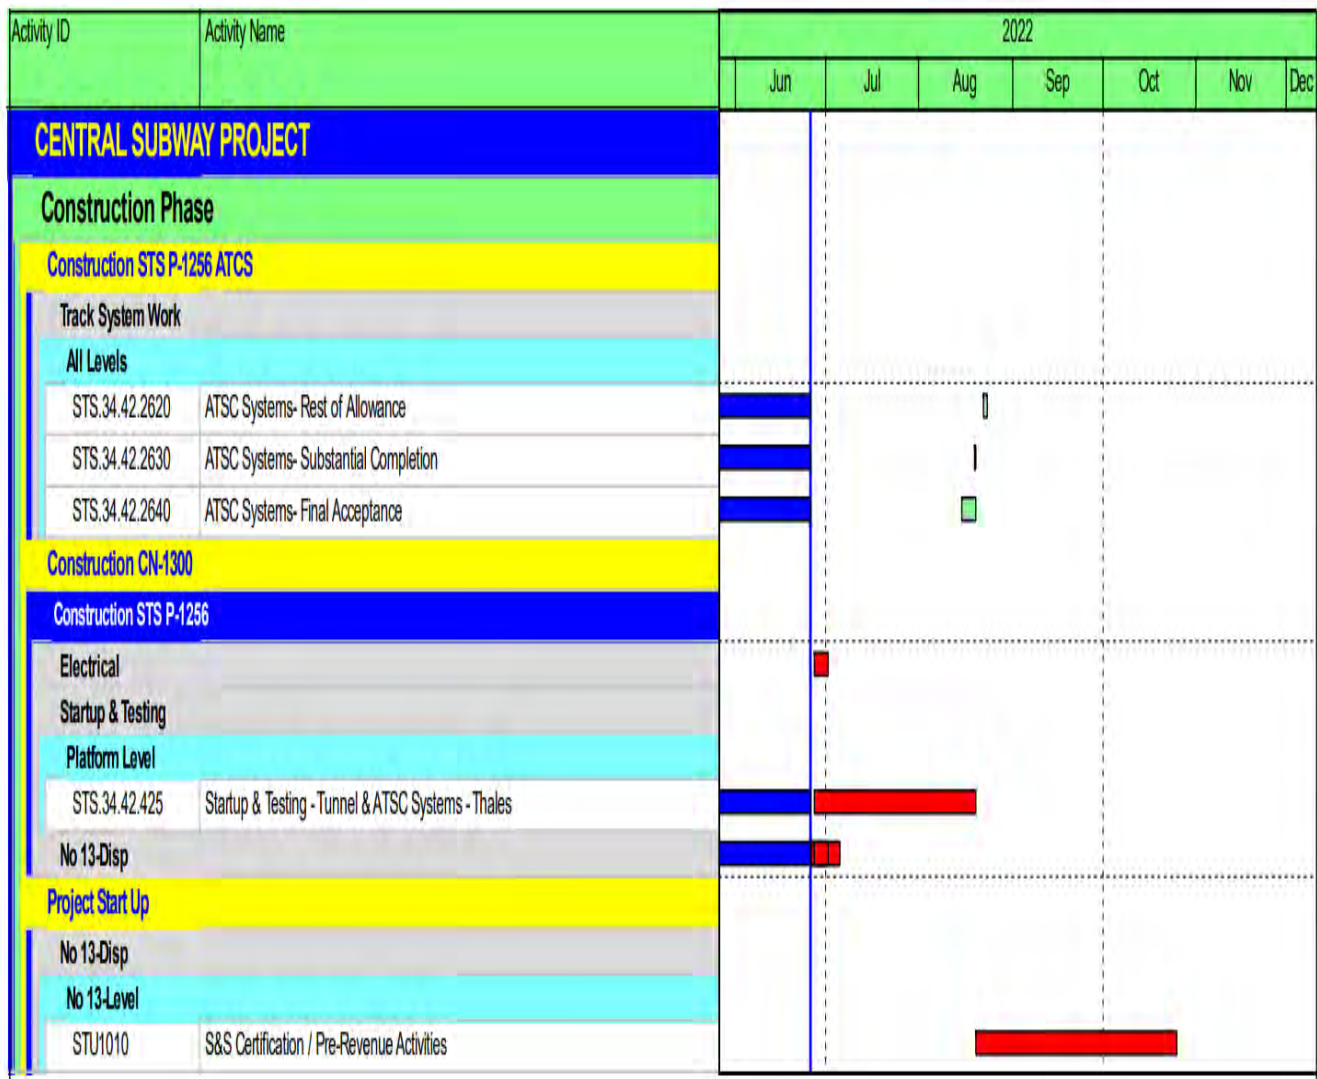 Activity ID Activity Name 2022
Jun Jul Aug Sep Oct Nov Dec
CENTRAL SUBWAY PROJECT
Construction Phase
Construction STS P-1256 ATCS
Track System Work
All Levels
STS.34.42.2620 ATSC Systems- Rest of Allowance
STS.34.42.2630 ATSC Systems- Substantial Completion
STS.34.42.2640 ATSC Systems- Final Acceptance
Construction CN-1300
Construction STS P-1256
Electrical
Startup & Testing
Platform Level
STS.34.42.425 Startup & Testing - Tunnel & ATSC Systems - Thales
No 13-Disp
Project Start Up
No 13-Disp
No 13-Level
STU1010 S&S Certification / Pre-Revenue Activities